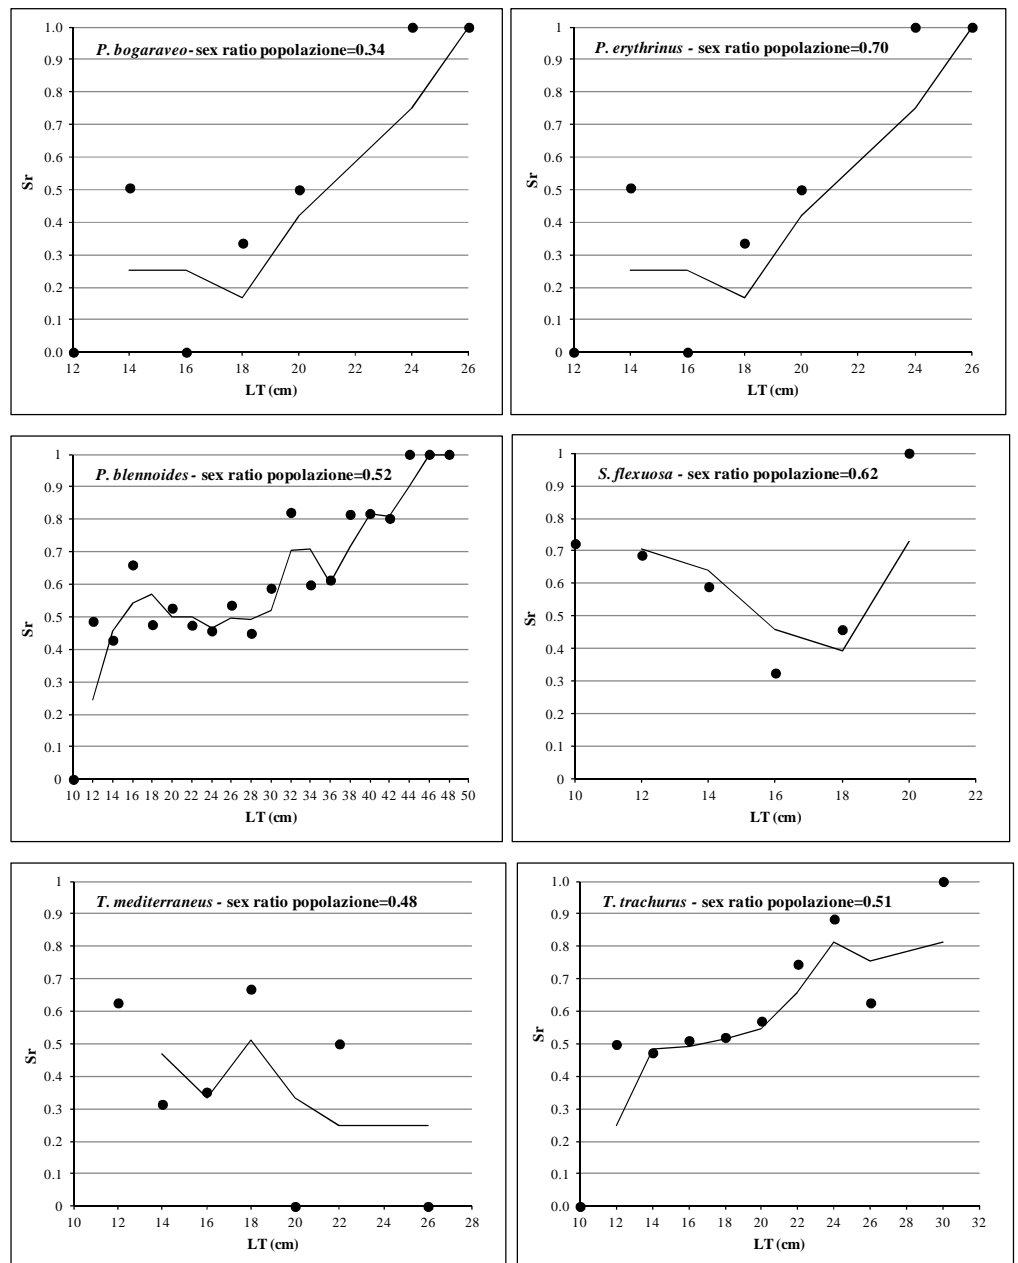 P. bogaraveo- sex ratio popolazione=0.34
1.0
0.9
0.8
0.7
0.6
0.5
0.4
0.3
0.2
0.1
0.0
Sr
12 14 16 18 20 22 24 26
LT (cm)
P. erythrinus - sex ratio popolazione=0.70
1
0.9
0.8
0.7
0.6
0.5
0.4
0.3
0.2
0.1
0
Sr
12 14 16 18 20 22 24 26
LT (cm)
P. blennoides - sex ratio popolazione=0.52
1
0.9
0.8
0.7
0.6
0.5
0.4
0.3
0.2
0.1
0
Sr
10 12 14 16 18 20 22 24 26 28 30 32 34 36 38 40 42 44 46 48 50
LT (cm)
S. flexuosa - sex ratio popolazione=0.62
1
0.9
0.8
0.7
0.6
0.5
0.4
0.3
0.2
0.1
0
Sr
10 12 14 16 18 20 22
LT (cm)
T. mediterraneus - sex ratio popolazione=0.48
1
0.9
0.8
0.7
0.6
0.5
0.4
0.3
0.2
0.1
0
Sr
10 12 14 16 18 20 22 24 26 28
LT (cm)
T. trachurus - sex ratio popolazione=0.51
1.0
0.9
0.8
0.7
0.6
0.5
0.4
0.3
0.2
0.1
0.0
Sr
10 12 14 16 18 20 22 24 26 28 30 32
LT (cm)